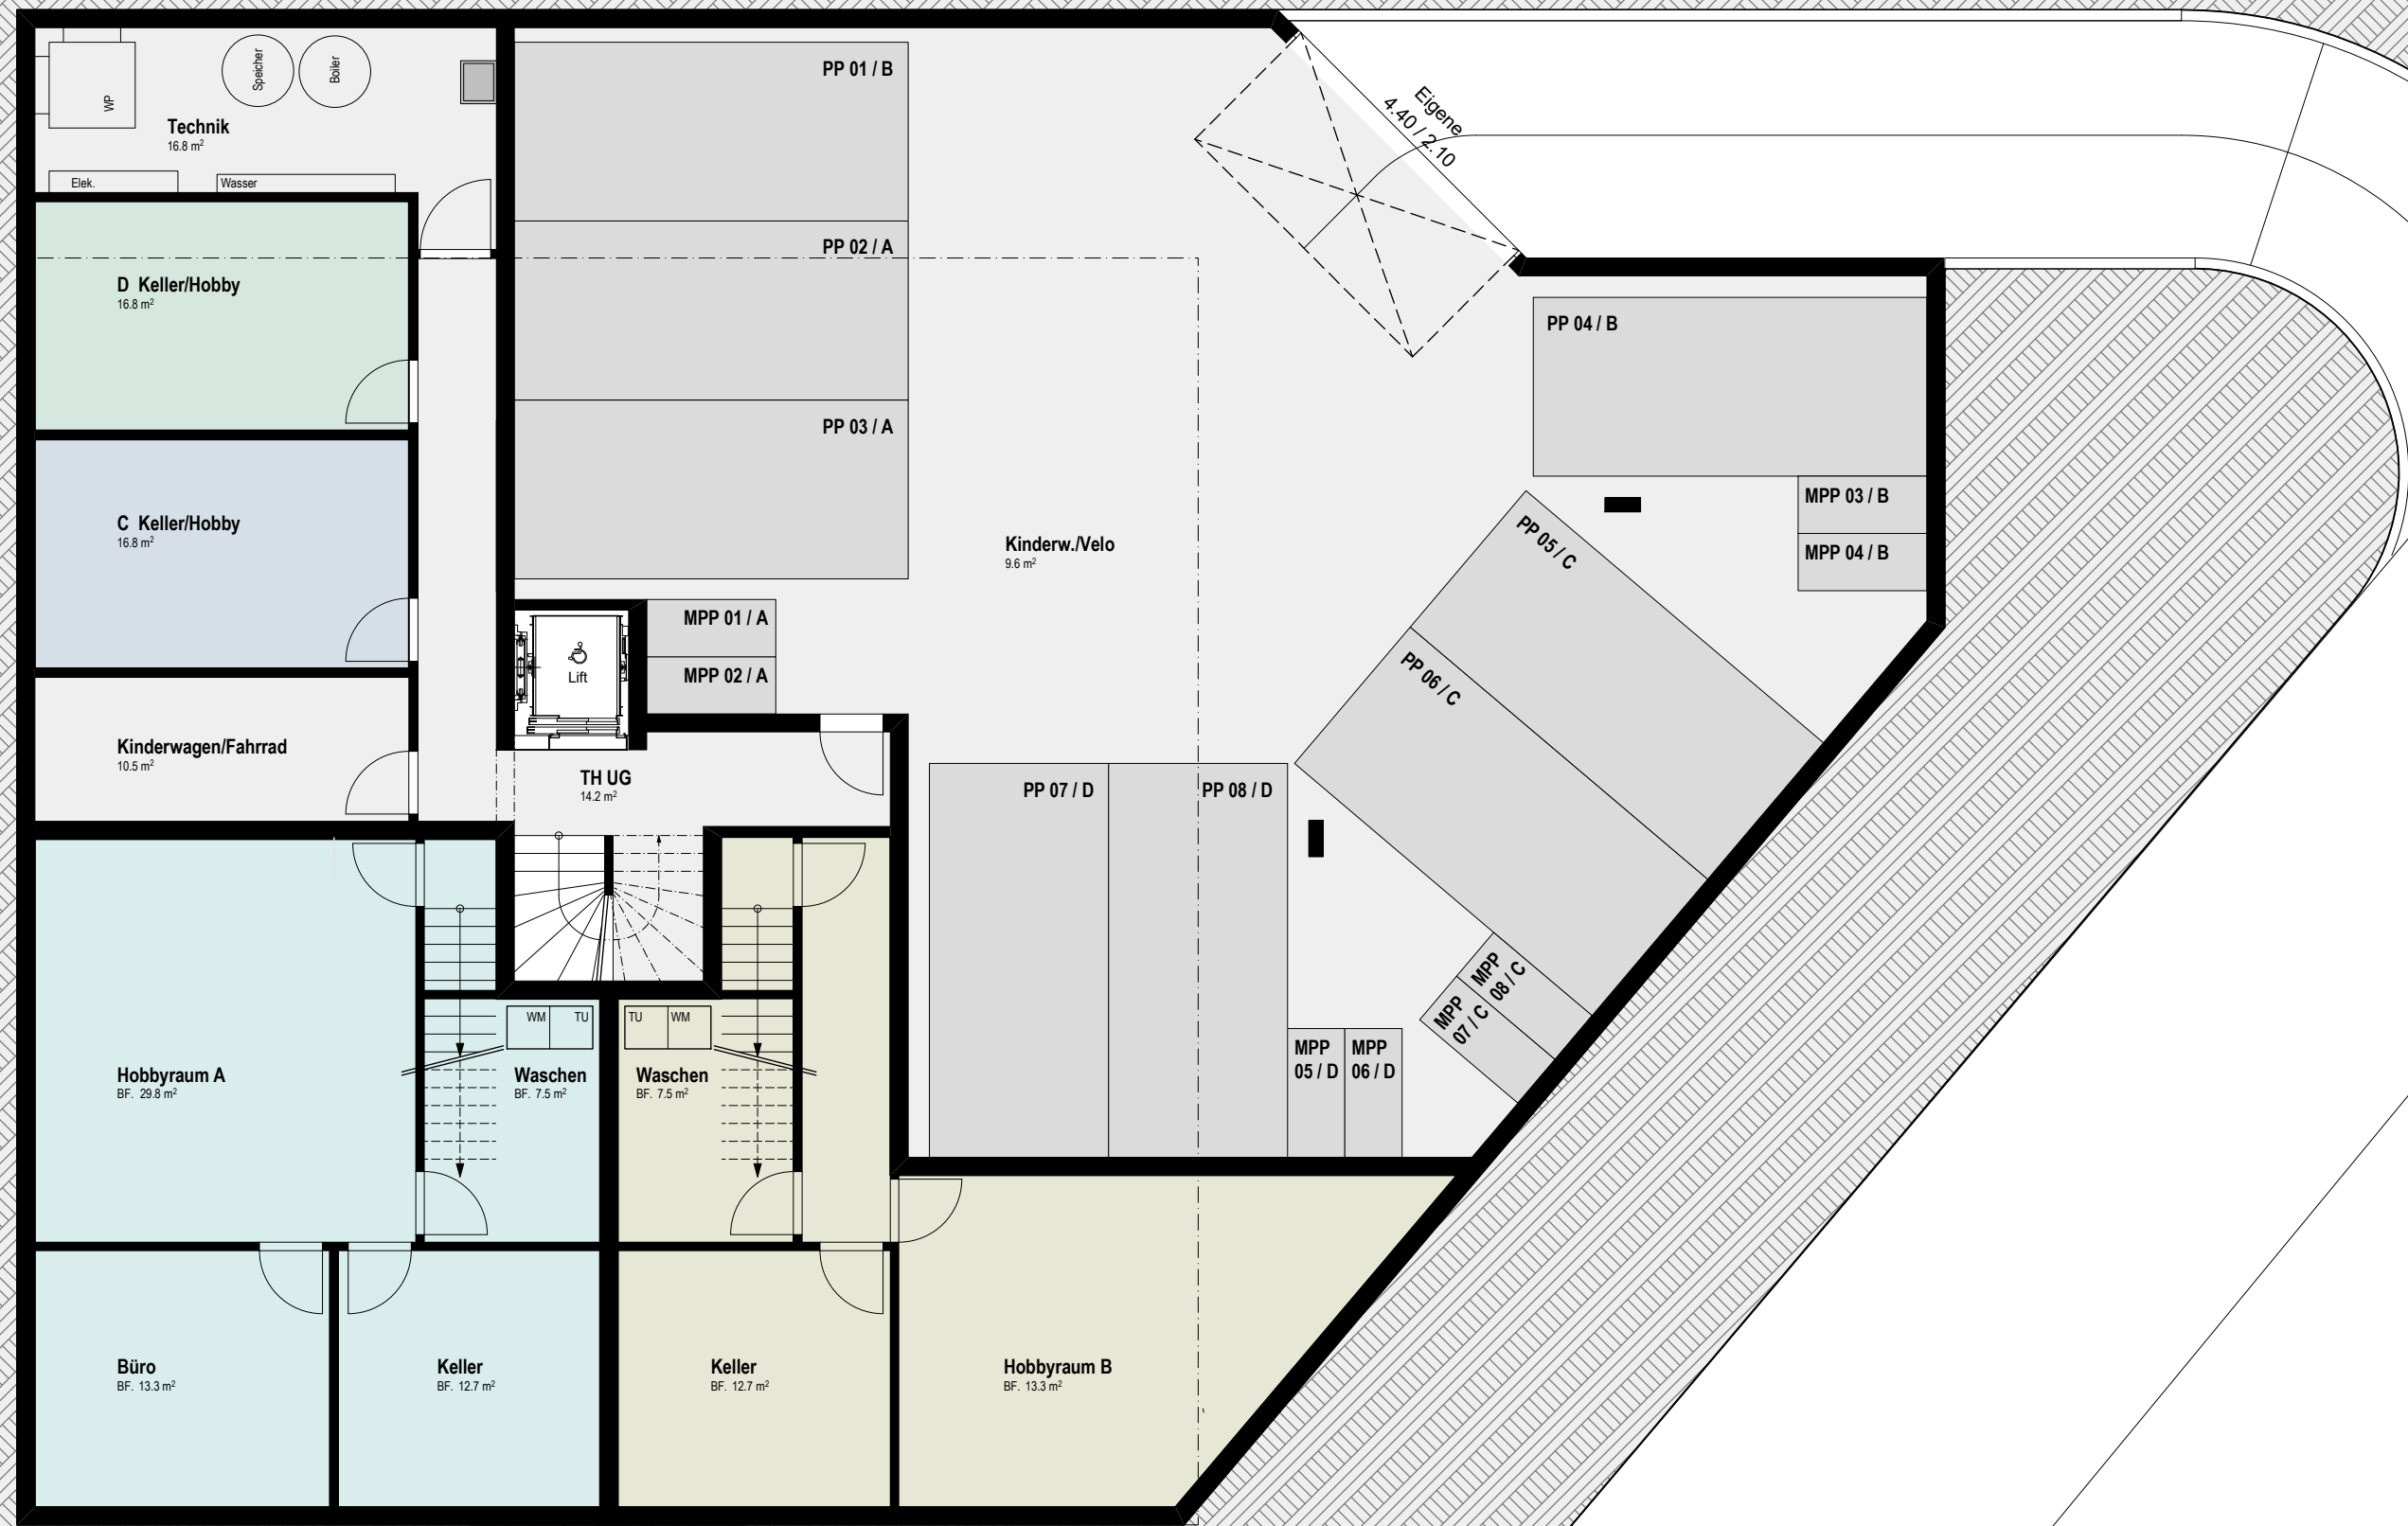 Speicher
Boiler
WP
Technik
16.8 m²
Elek.
Wasser
PP 01 / B
PP 02 / A
PP 03 / A
Eigene
4.40 / 2.10
D Keller/Hobby
16.8 m²
PP 04 / B
MPP 03 / B
MPP 04 / B
C Keller/Hobby
16.8 m²
Kinderw./Velo
9.6 m²
PP 05 / C
PP 06 / C
MPP 01 / A
MPP 02 / A
Lift
Kinderwagen/Fahrrad
10.5 m²
TH UG
14.2 m²
PP 07 / D
PP 08 / D
MPP
08 / C
MPP
07 / C
WM TU
TU WM
MPP
05 / D
MPP
06 / D
Hobbyraum A
BF. 29.8 m²
Waschen
BF. 7.5 m²
Waschen
BF. 7.5 m²
Büro
BF. 13.3 m²
Keller
BF. 12.7 m²
Keller
BF. 12.7 m²
Hobbyraum B
BF. 13.3 m²